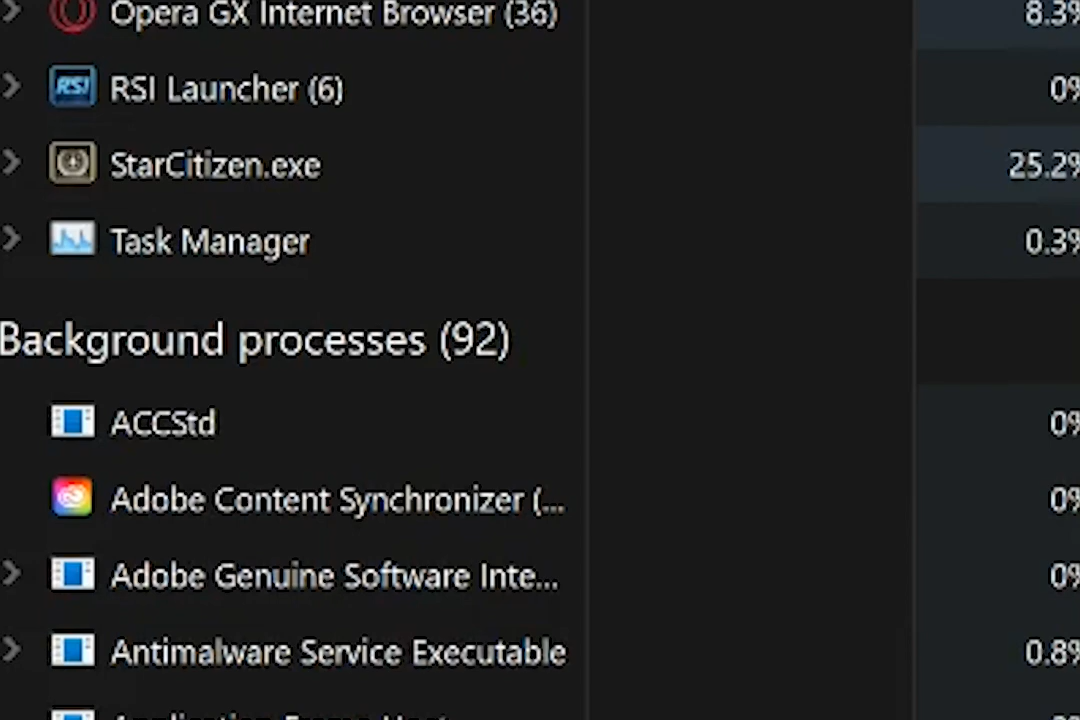 Opera GX Internet Browser (36) 8.3%
RSI RSI Launcher (6) 0%
StarCitizen.exe 25.2%
Task Manager 0.3%
Background processes (92)
ACCStd 0%
Adobe Content Synchronizer (... 0%
Adobe Genuine Software Inte... 0%
Antimalware Service Executable 0.8%